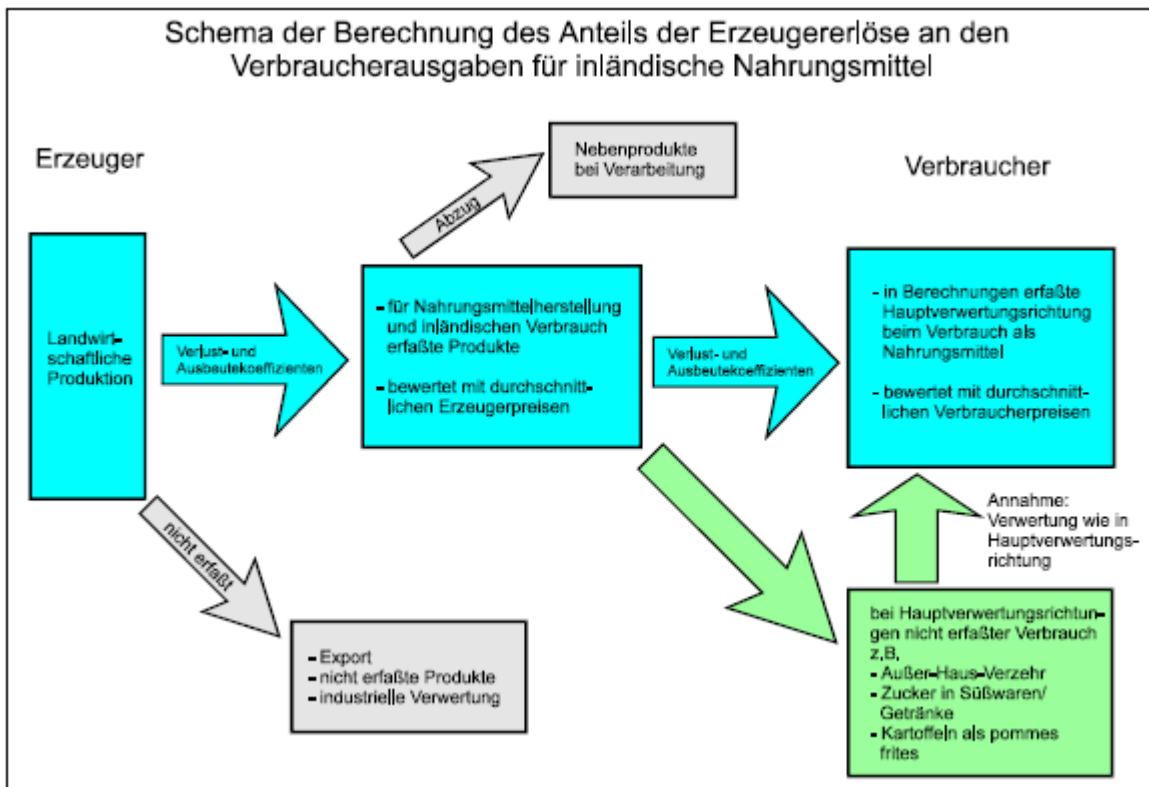 Schema der Berechnung des Anteils der Erzeugererlöse an den
Verbraucherausgaben für inländische Nahrungsmittel
Erzeuger
Verbraucher
Nebenprodukte
bei Verarbeitung
Abzug
Landwirt-
schaftliche
Produktion
Verlust- und
Ausbeutekoeffizienten
- für Nahrungsmittelherstellung
und inländischen Verbrauch
erfaßte Produkte
- bewertet mit durchschnitt-
lichen Erzeugerpreisen
Verlust- und
Ausbeutekoeffizienten
- in Berechnungen erfaßte
Hauptverwertungsrichtung
beim Verbrauch als
Nahrungsmittel
- bewertet mit durchschnitt-
lichen Verbraucherpreisen
nicht erfaßt
- Export
- nicht erfaßte Produkte
- industrielle Verwertung
Annahme:
Verwertung wie in
Hauptverwertungs-
richtung
bei Hauptverwertungsrichtun-
gen nicht erfaßter Verbrauch
z.B.
- Außer-Haus-Verzehr
- Zucker in Süßwaren/
Getränke
- Kartoffeln als pommes
frites